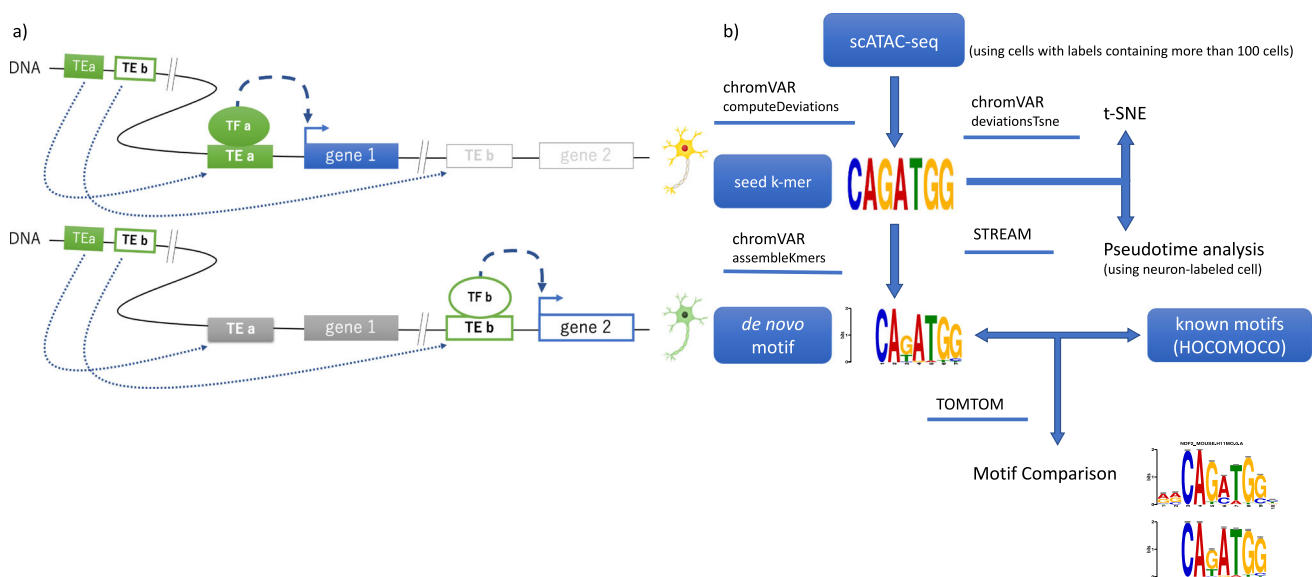 a)
DNA
TEa
TE b
TF a
TE a
gene 1
TE b
gene 2
DNA
TEa
TE b
TE a
gene 1
TF b
TE b
gene 2
b)
scATAC-seq
(using cells with labels containing more than 100 cells)
chromVAR
computeDeviations
chromVAR
deviationsTsne
t-SNE
seed k-mer
CAGATGG
chromVAR
assembleKmers
STREAM
Pseudotime analysis
(using neuron-labeled cell)
de novo
motif
CAGATGG
known motifs
(HOCOMOCO)
TOMTOM
Motif Comparison
CAGATGG
CAGATGG